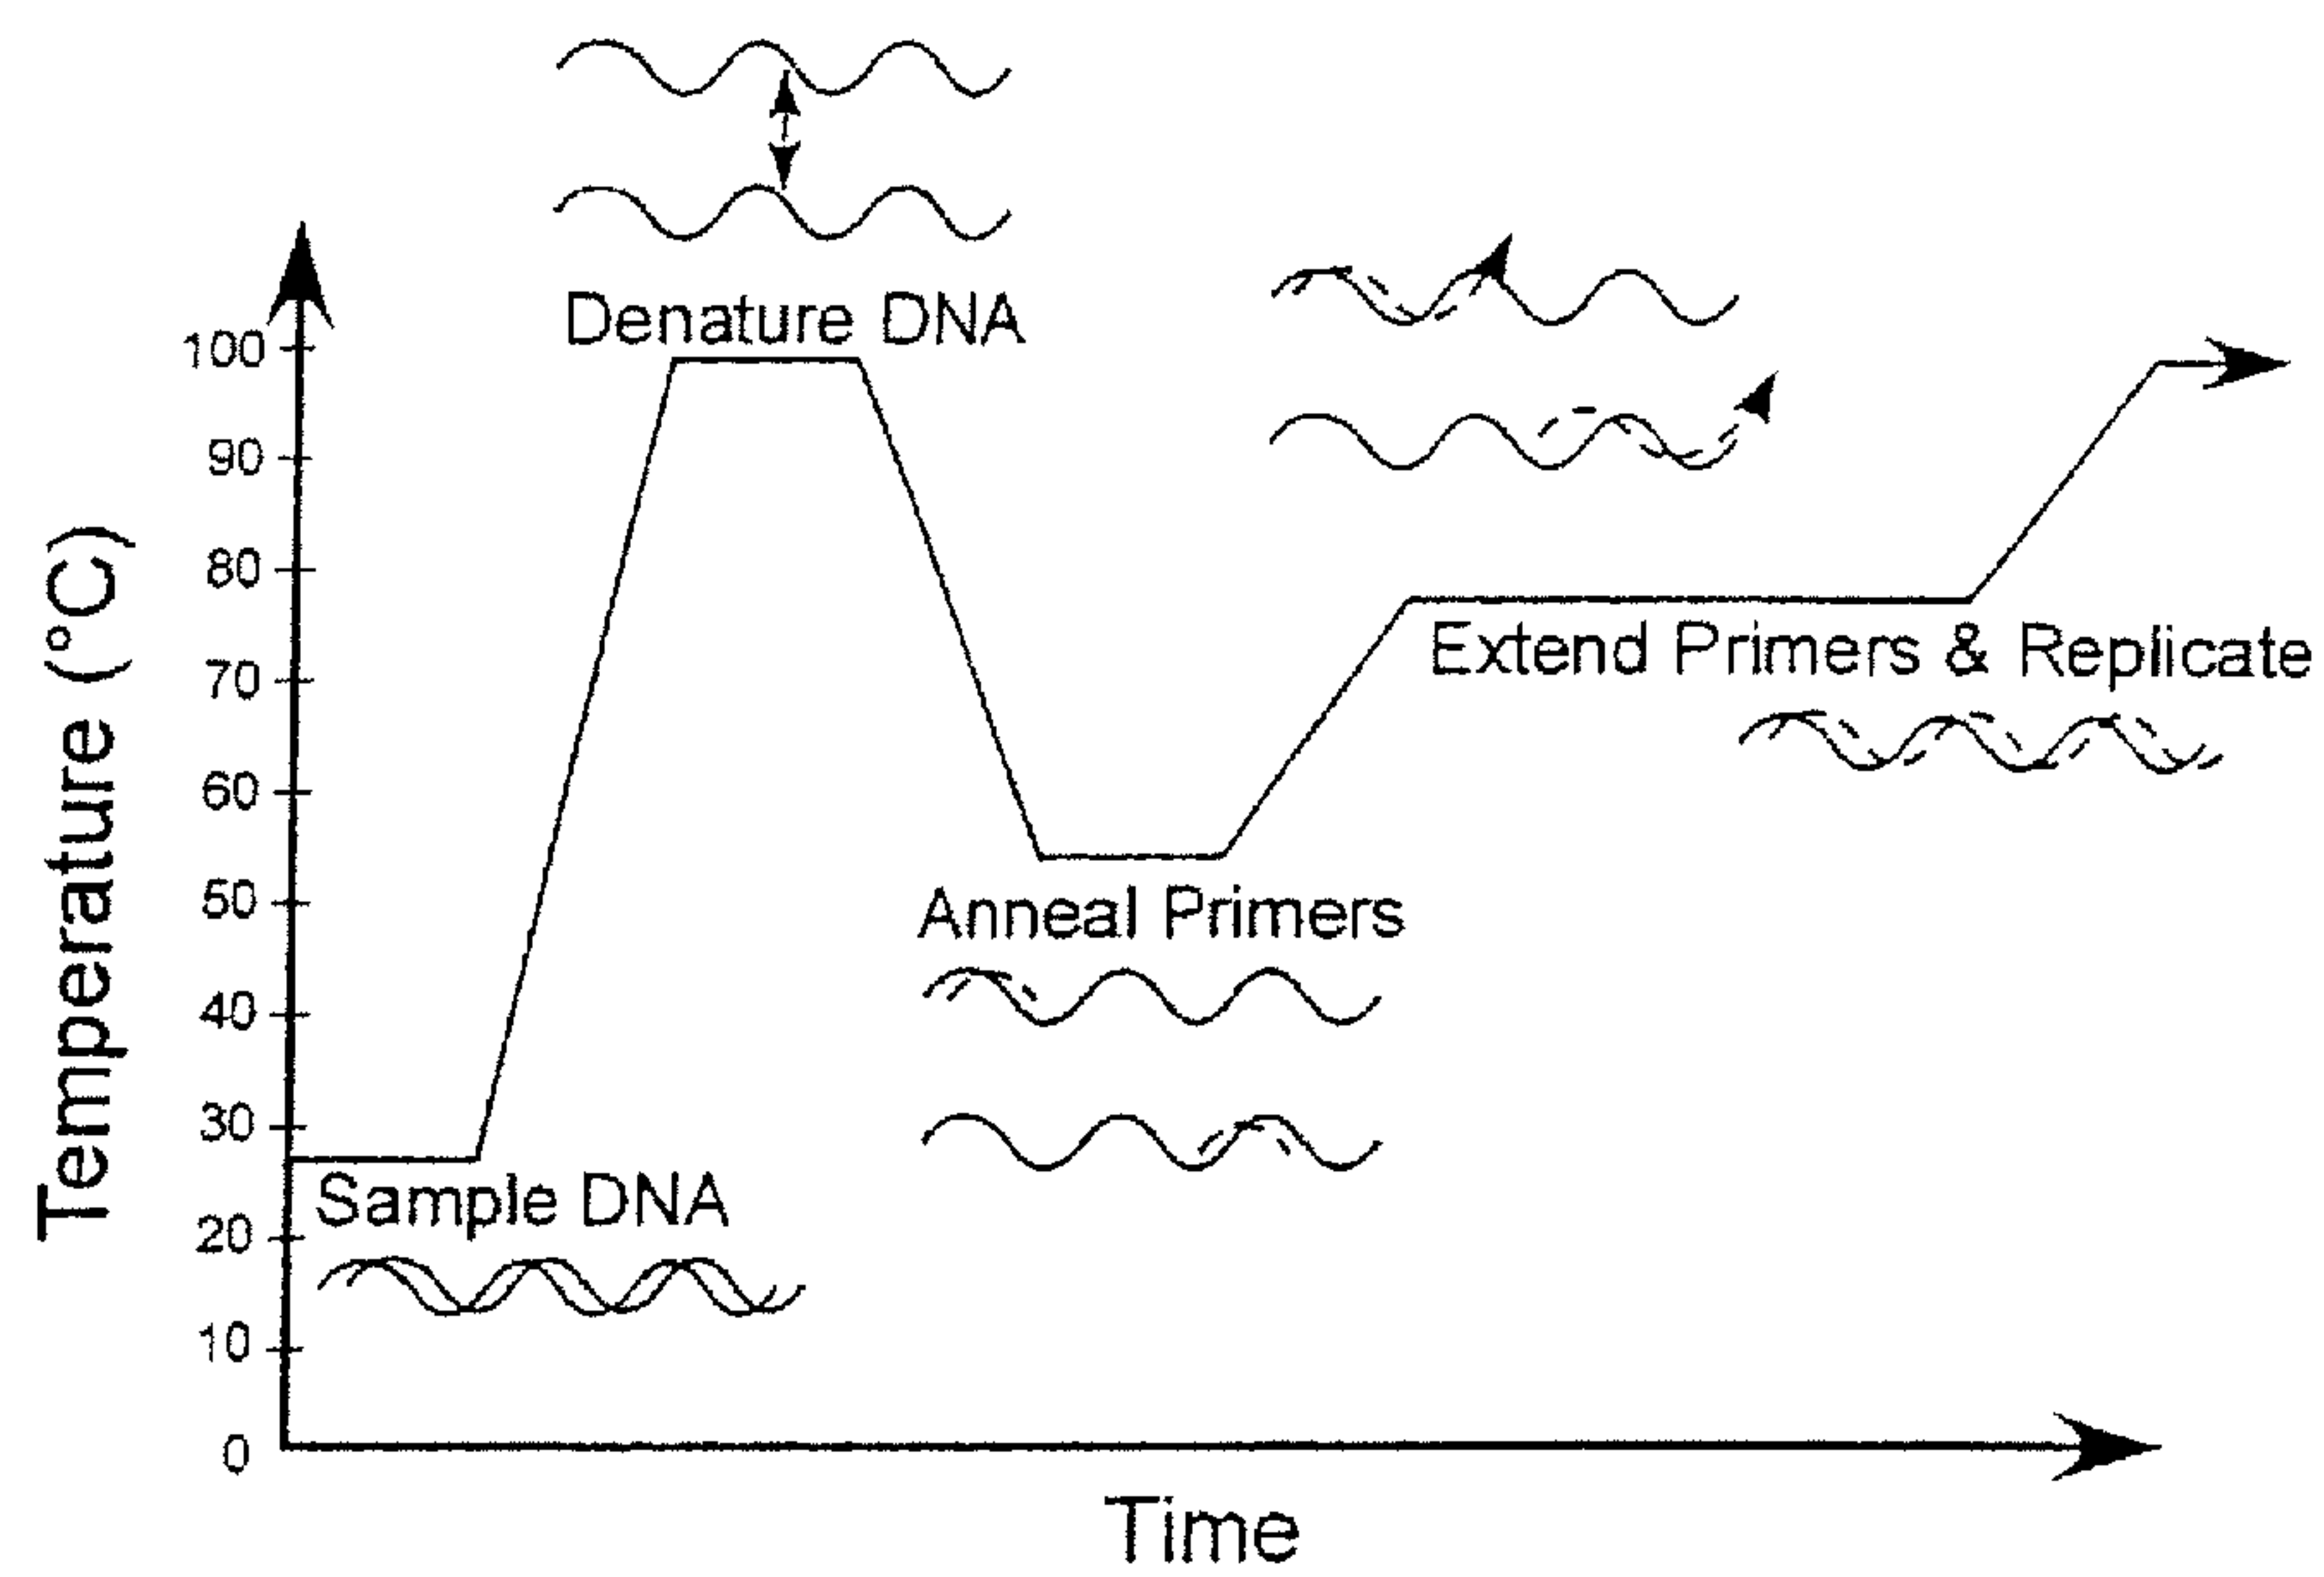 Denature DNA
100
90
80
70
60
50
40
30
20
10
0
Temperature (°C)
Extend Primers & Replicate
Anneal Primers
Sample DNA
Time